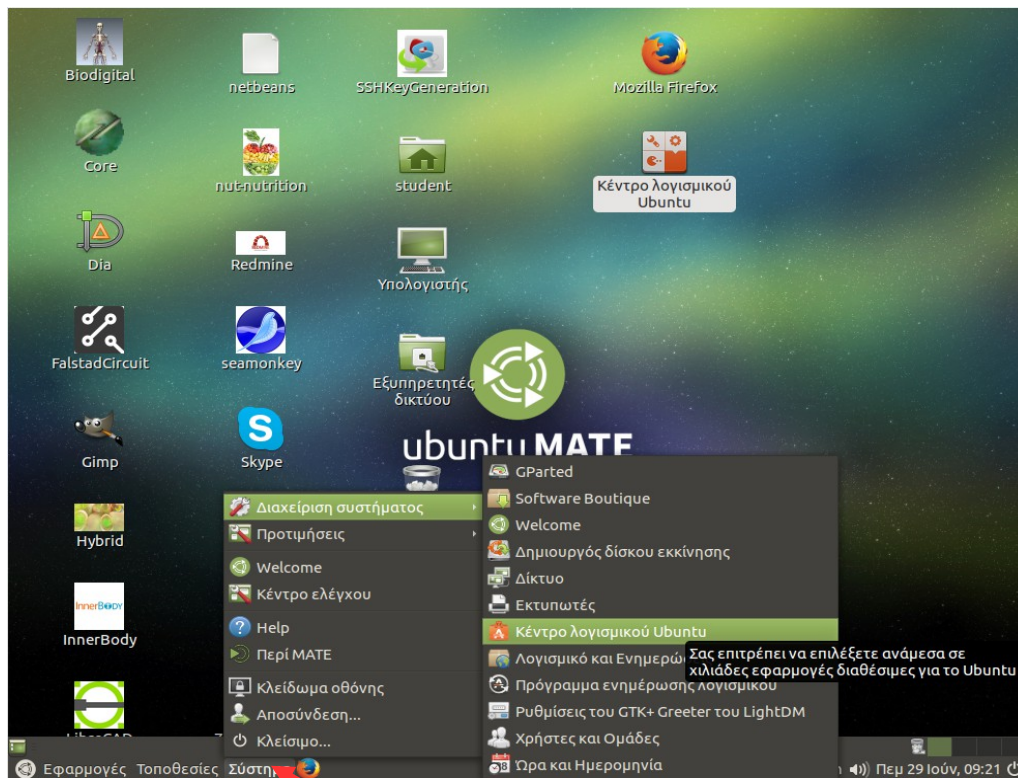 Biodigital
netbeans
SSHKeyGeneration
Mozilla Firefox
Core
nut-nutrition
student
Κέντρο λογισμικού
Ubuntu
Dia
Redmine
Υπολογιστής
FalstadCircuit
seamonkey
Εξυπηρετητές
δικτύου
Gimp
Skype
ubuntu MATE
Hybrid
InnerBody
InnerBODY
LibreCAD
Διαχείριση συστήματος
Προτιμήσεις
Welcome
Κέντρο ελέγχου
Help
Περί MATE
Κλείδωμα οθόνης
Αποσύνδεση...
Κλείσιμο...
GParted
Software Boutique
Welcome
Δημιουργός δίσκου εκκίνησης
Δίκτυο
Εκτυπωτές
Κέντρο λογισμικού Ubuntu
Λογισμικό και
Σας επιτρέπει να επιλέξετε ανάμεσα σε
χιλιάδες εφαρμογές διαθέσιμες για το Ubuntu
Πρόγραμμα ενημέρωσης λογισμικού
Ρυθμίσεις του GTK+ Greeter του LightDM
Χρήστες και Ομάδες
Ώρα και Ημερομηνία
Εφαρμογές Τοποθεσίες
Πεμ 29 Ιούν, 09:21